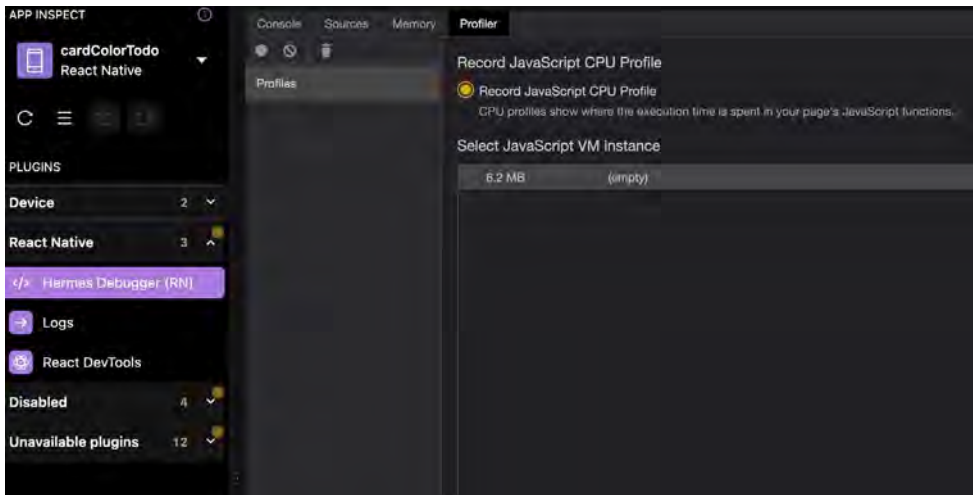 APP INSPECT
cardColorTodo
React Native
PLUGINS
Device 2
React Native 3
</> Hermes Debugger (RN)
Logs
React DevTools
Disabled 4
Unavailable plugins 12
Console Sources Memory Profiler
Profiles
Record JavaScript CPU Profile
Record JavaScript CPU Profile
CPU profiles show where the execution time is spent in your page's JavaScript functions.
Select JavaScript VM instance
6.2 MB (empty)